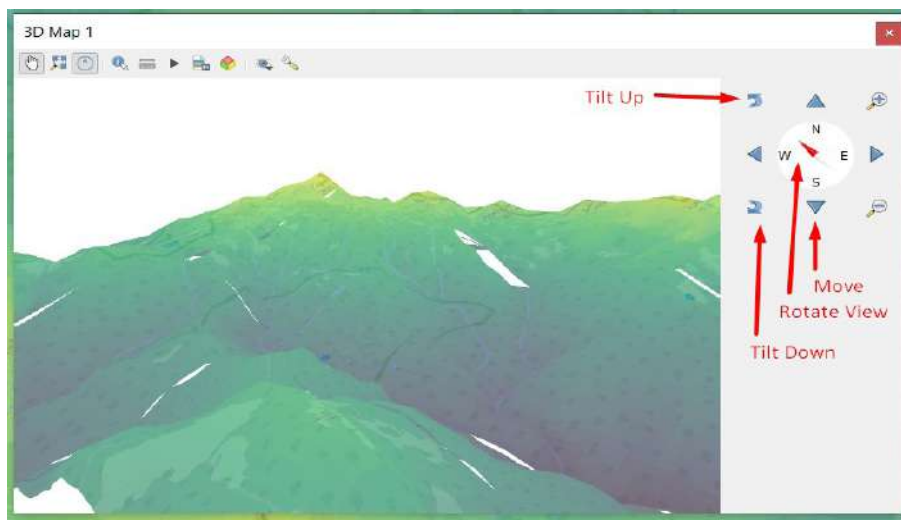 3D Map 1
Tilt Up
N
W
E
S
Move
Rotate View
Tilt Down